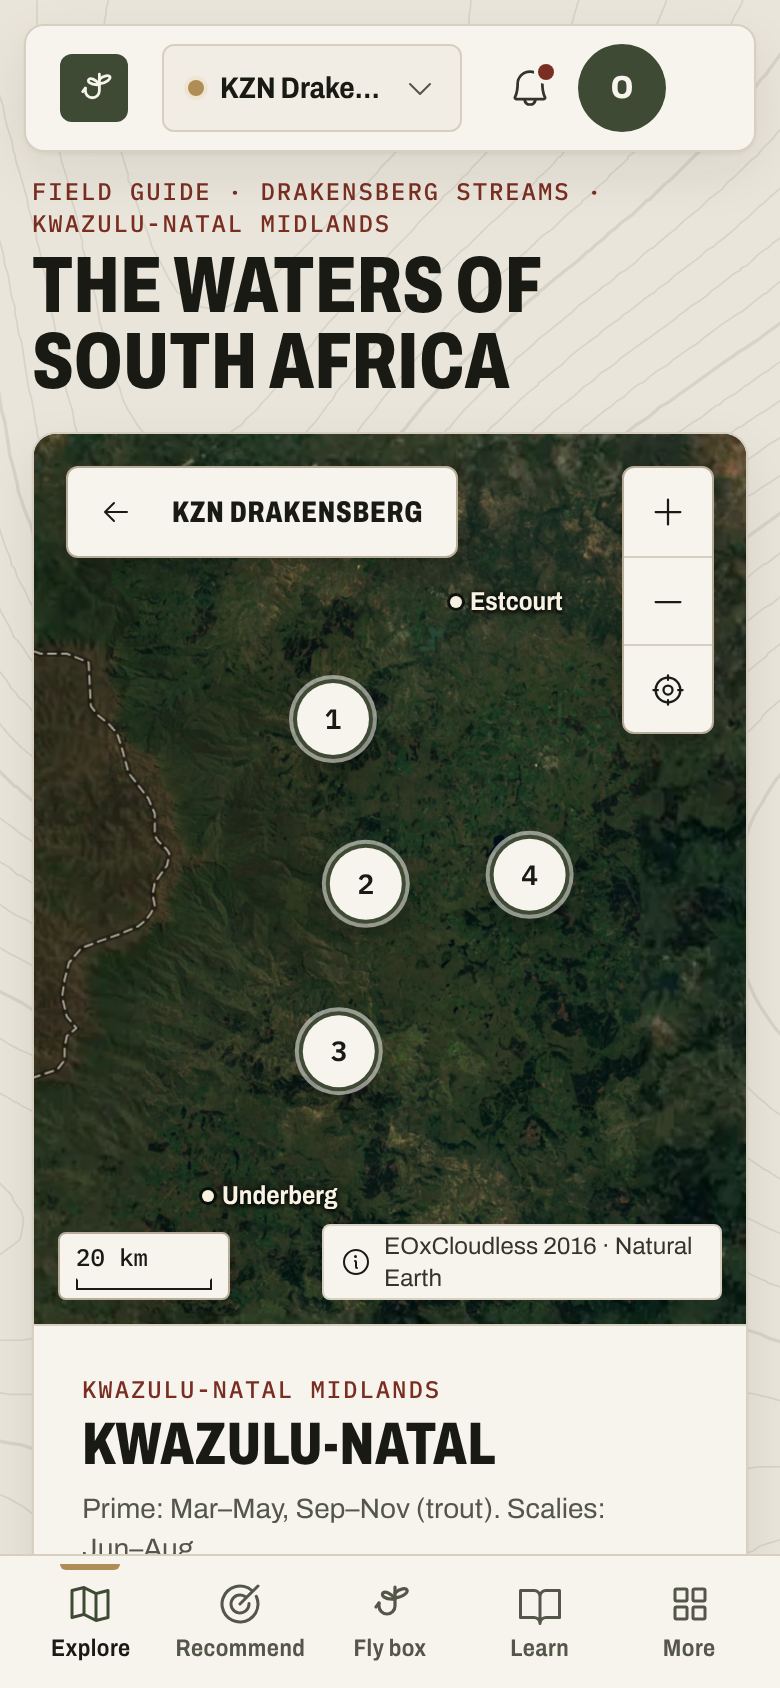 KZN Drake...
O
FIELD GUIDE · DRAKENSBERG STREAMS ·
KWAZULU-NATAL MIDLANDS
THE WATERS OF
SOUTH AFRICA
KZN DRAKENSBERG
Estcourt
1
2
4
3
Underberg
20 km
EOxCloudless 2016 · Natural
Earth
KWAZULU-NATAL MIDLANDS
KWAZULU-NATAL
Prime: Mar–May, Sep–Nov (trout). Scalies:
Jun–Aug
Explore
Recommend
Fly box
Learn
More